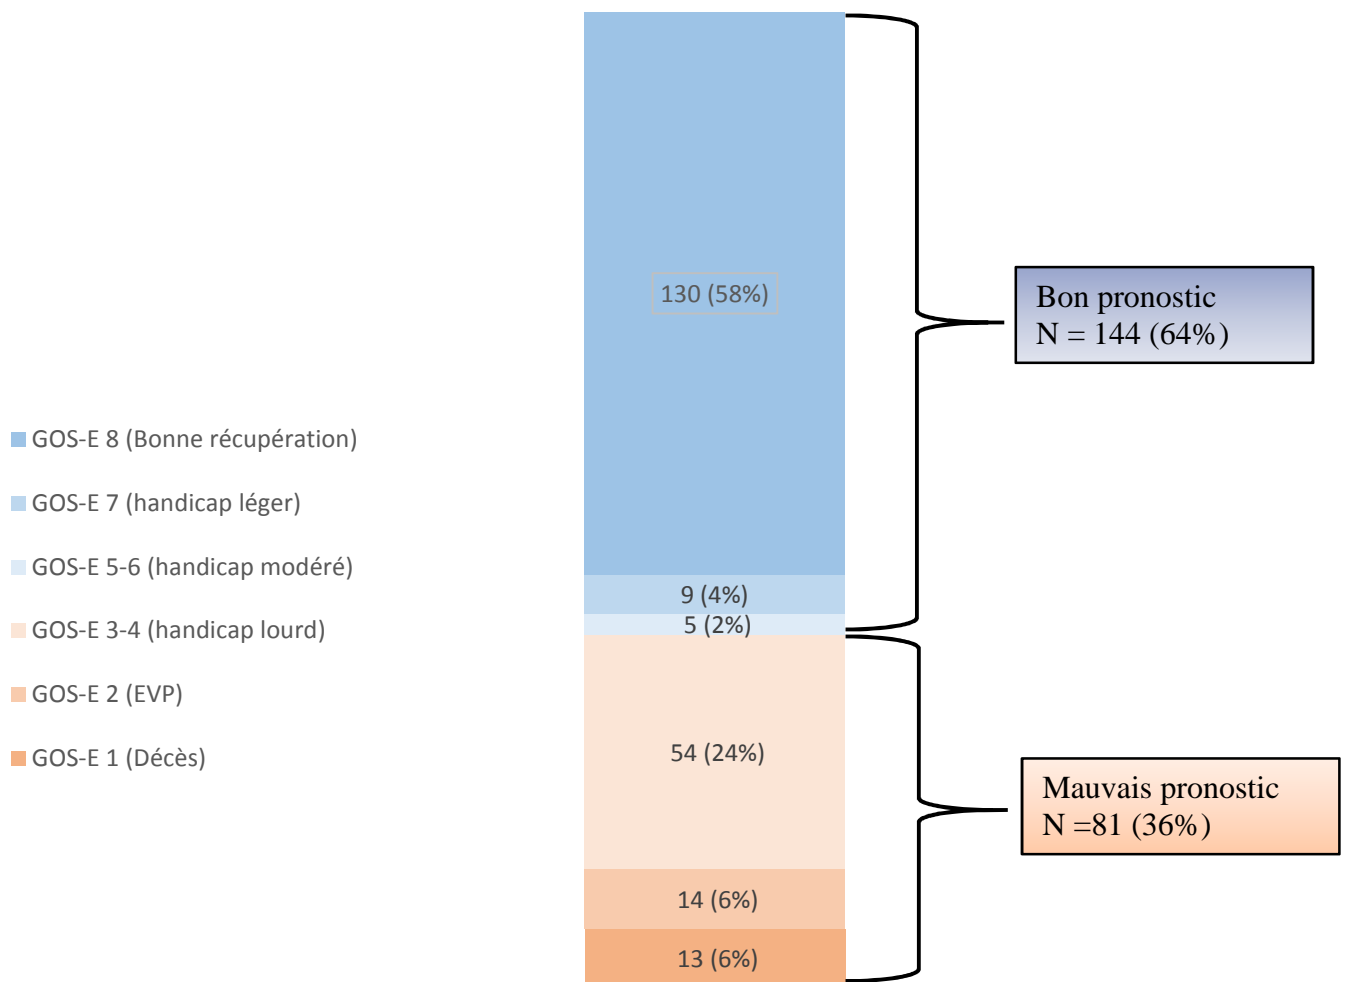 130 (58%)
Bon pronostic
N = 144 (64%)
GOS-E 8 (Bonne récupération)
GOS-E 7 (handicap léger)
GOS-E 5-6 (handicap modéré)
GOS-E 3-4 (handicap lourd)
GOS-E 2 (EVP)
GOS-E 1 (Décès)
9 (4%)
5 (2%)
54 (24%)
14 (6%)
13 (6%)
Mauvais pronostic
N =81 (36%)